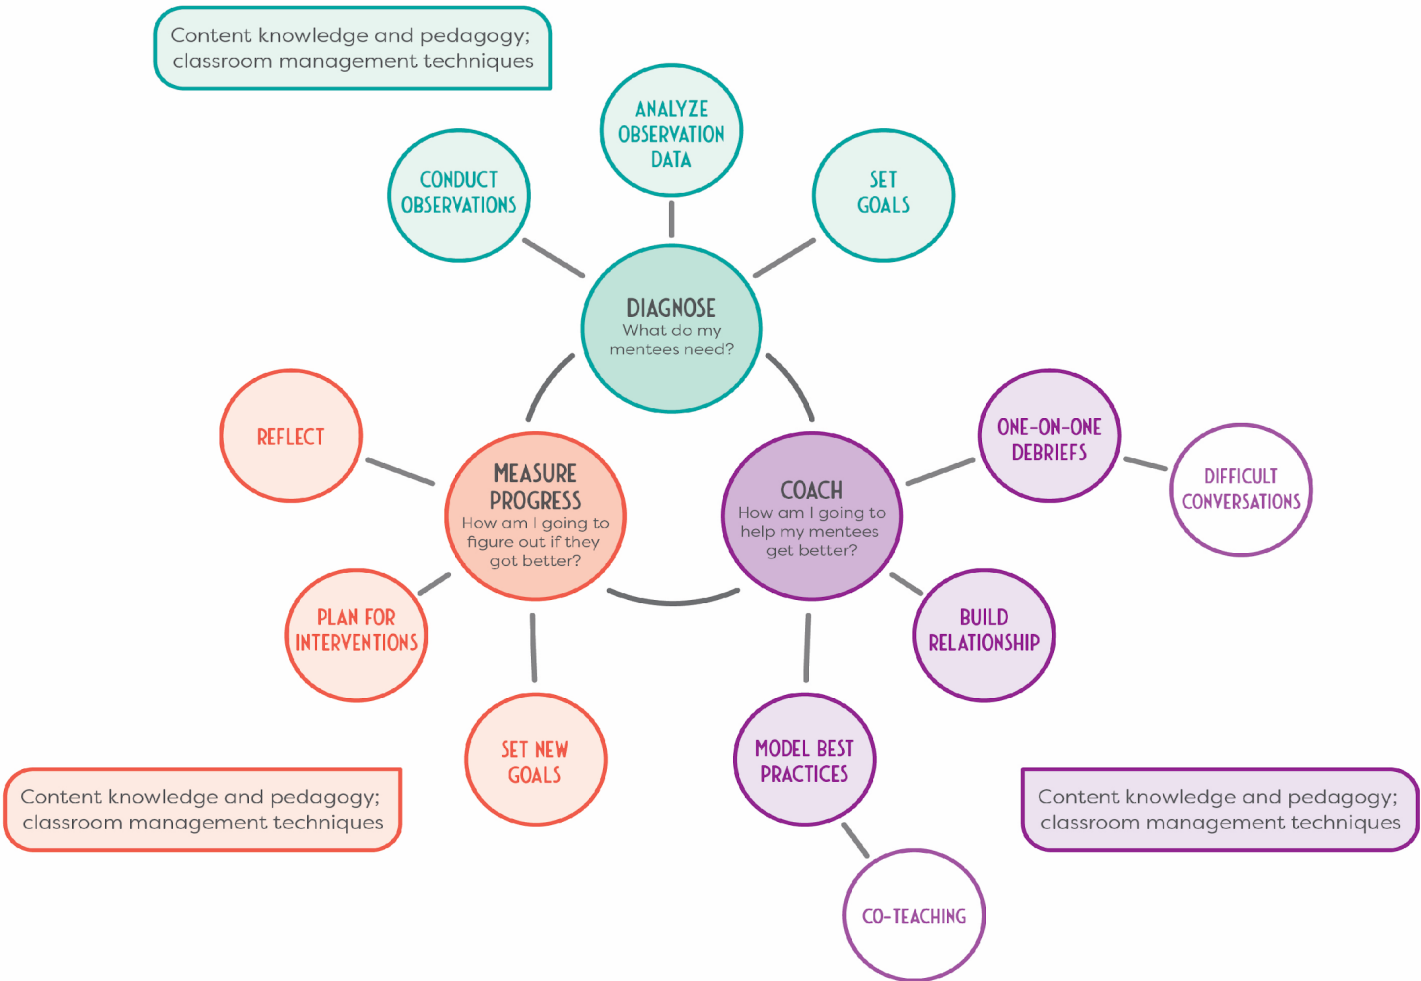 Content knowledge and pedagogy;
classroom management techniques
ANALYZE
OBSERVATION
DATA
CONDUCT
OBSERVATIONS
SET
GOALS
DIAGNOSE
What do my
mentees need?
REFLECT
MEASURE
PROGRESS
How am I going to
figure out if they
got better?
COACH
How am I going to
help my mentees
get better?
ONE-ON-ONE
DEBRIEFS
DIFFICULT
CONVERSATIONS
PLAN FOR
INTERVENTIONS
BUILD
RELATIONSHIP
SET NEW
GOALS
MODEL BEST
PRACTICES
Content knowledge and pedagogy;
classroom management techniques
Content knowledge and pedagogy;
classroom management techniques
CO-TEACHING